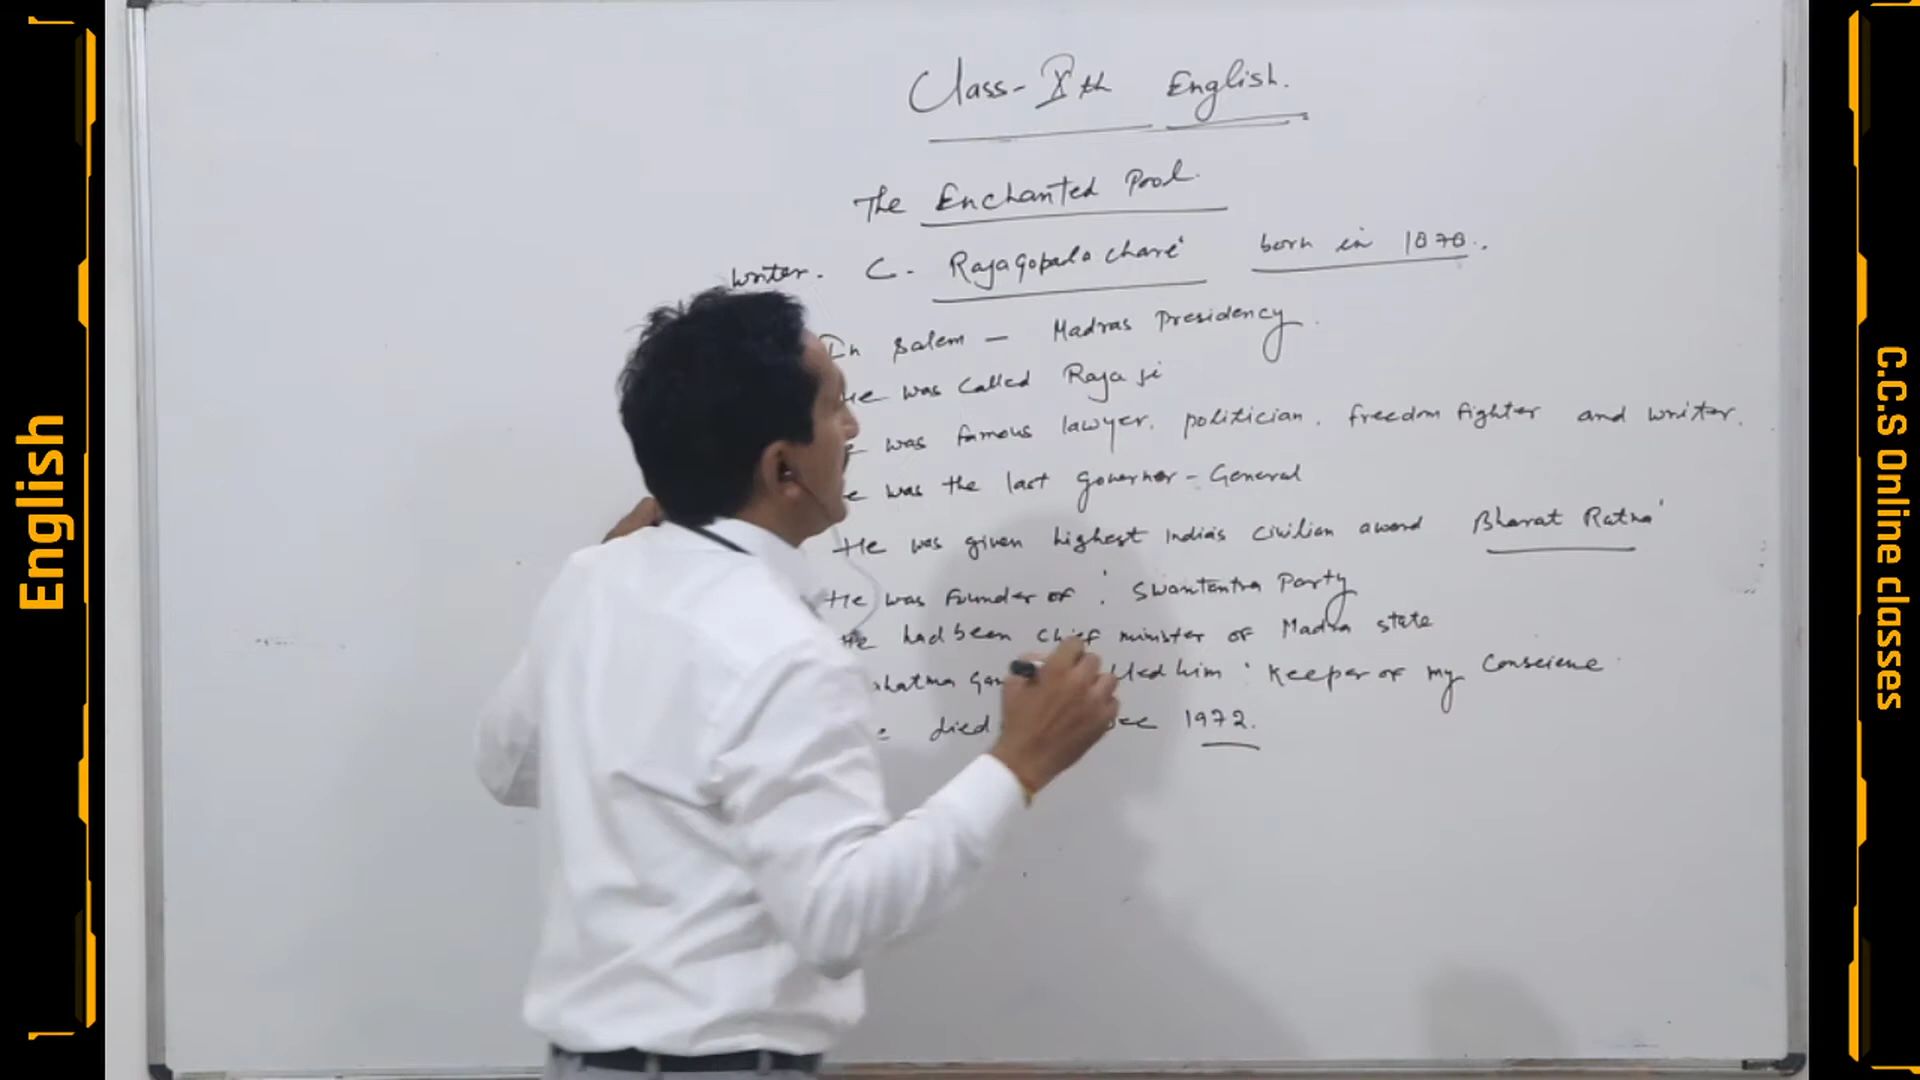 English
Class-Xth English.
The Enchanted Pool.
writer. C. Rajagopalachari born in 1878.
In Salem — Madras Presidency.
He was called Raja ji
was famous lawyer, politician, freedom fighter and writer.
was the last governor-General
He was given highest India's civilian award Bharat Ratna'
He was founder of : Swantantra Party
He had been chief minister of Madra state
him ' Keeper of my
died 1972.
C.C.S Online classes